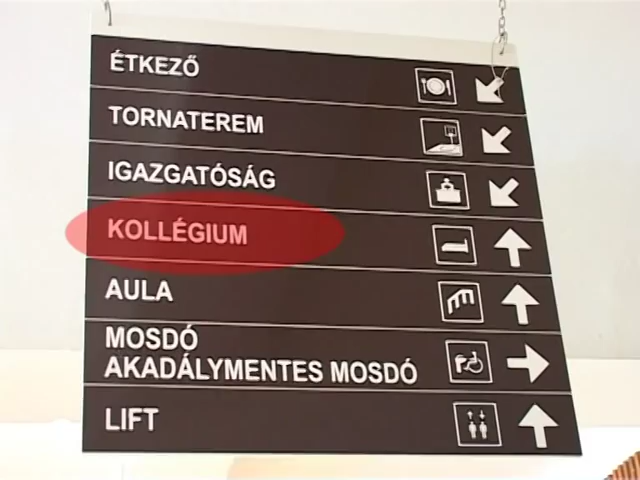 ÉTKEZŐ
TORNATEREM
IGAZGATÓSÁG
KOLLÉGIUM
AULA
MOSDÓ
AKADÁLYMENTES MOSDÓ
LIFT